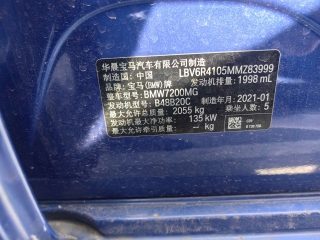 华晨宝马汽车有限公司制造
制造国: 中国 LBV6R4105MMZ83999
品牌: 宝马(BMW)牌 发动机排量: 1998 mL
整车型号: BMW7200MG
发动机型号: B48B20C 制造年月: 2021-01
最大允许总质量: 2055 kg 乘坐人数: 5
发动机最大净功率: 135 kW
最大允许牵引质量: --/-- kg